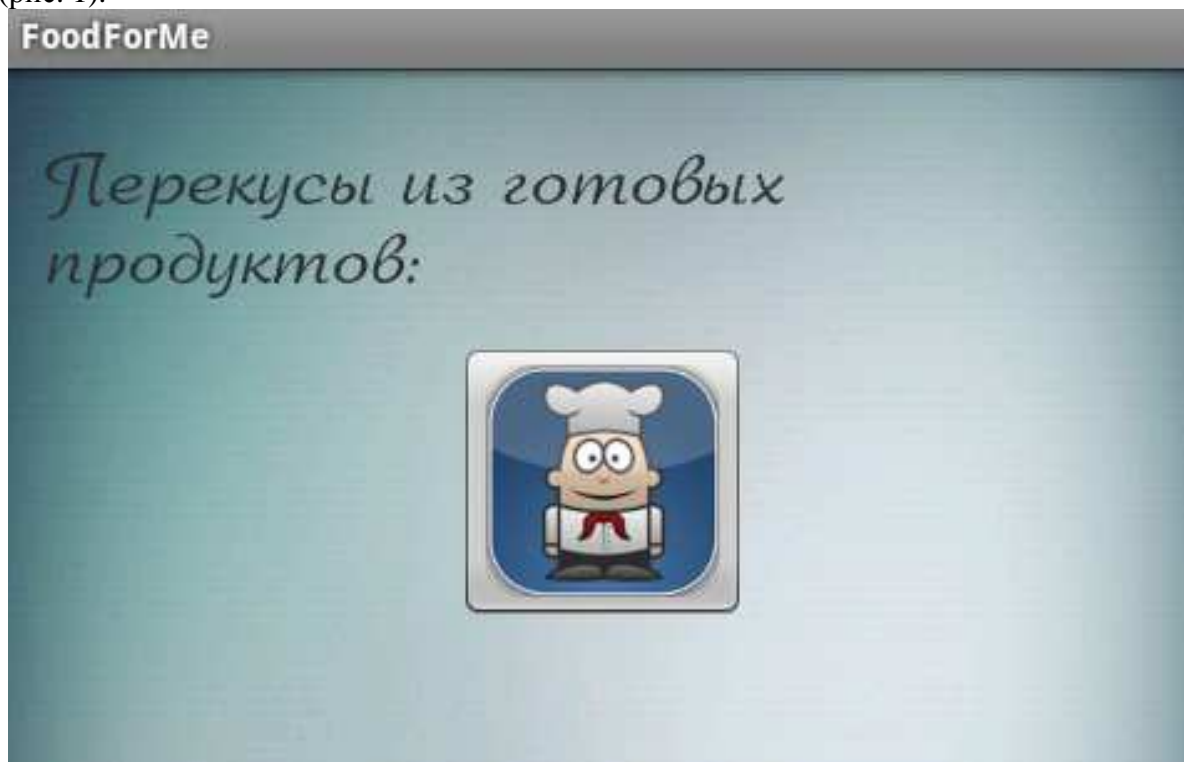 (рис. 1).
FoodForMe
Перекусы из готовых
продуктов: